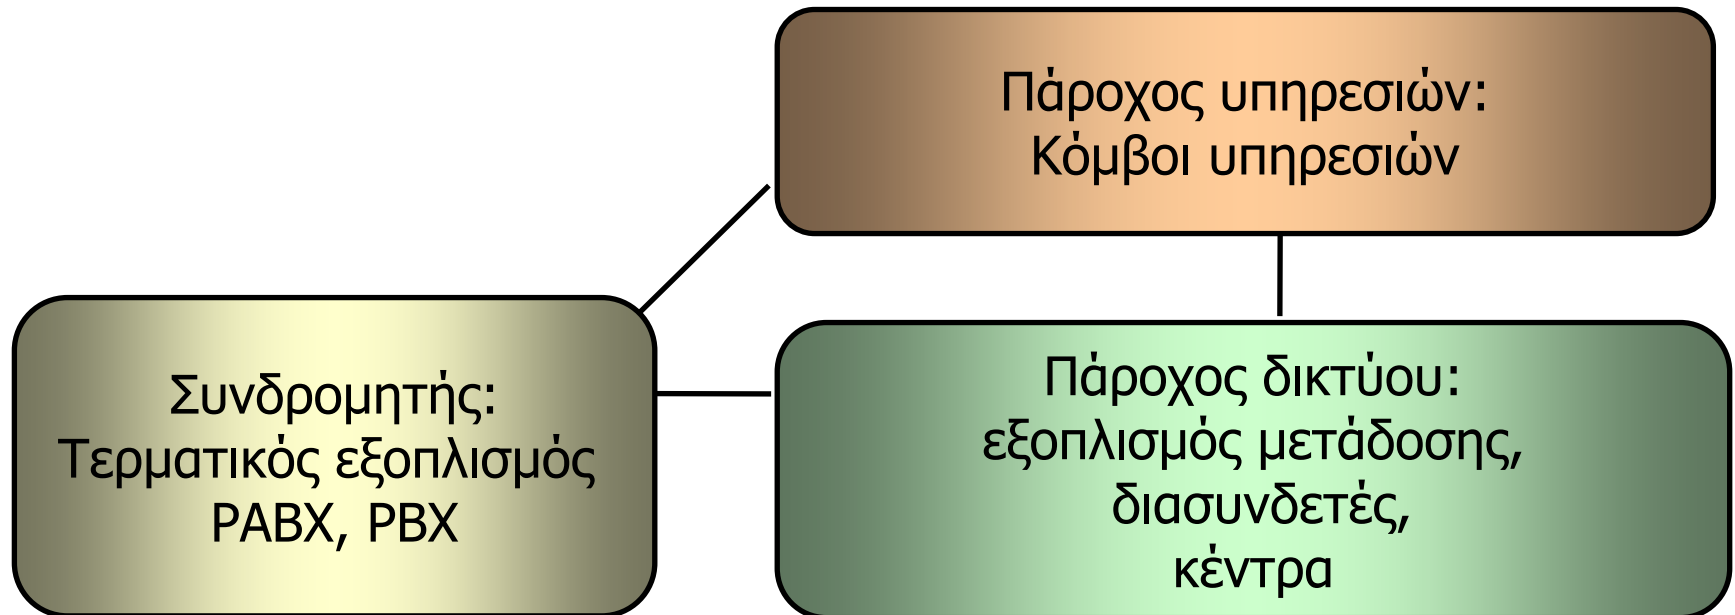 Πάροχος υπηρεσιών:
Κόμβοι υπηρεσιών
Συνδρομητής:
Τερματικός εξοπλισμός
PABX, PBX
Πάροχος δικτύου:
εξοπλισμός μετάδοσης,
διασυνδετές,
κέντρα